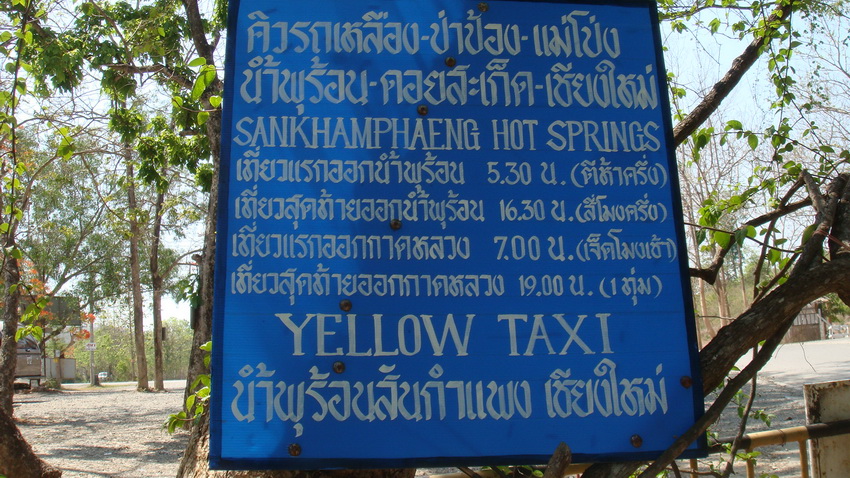 คิวรถเหลือง-ป่าป้อง-แม่โป่ง
น้ำพุร้อน-ดอยสะเก็ด-เชียงใหม่
SANKHAMPHAENG HOT SPRINGS
เที่ยวแรกออกน้ำพุร้อน 5.30 น.(ตีห้าครึ่ง)
เที่ยวสุดท้ายออกน้ำพุร้อน 16.30 น.(สี่โมงครึ่ง)
เที่ยวแรกออกกาดหลวง 7.00 น.(เจ็ดโมงเช้า)
เที่ยวสุดท้ายออกกาดหลวง 19.00 น.(1 ทุ่ม)
YELLOW TAXI
น้ำพุร้อนสันกำแพง เชียงใหม่